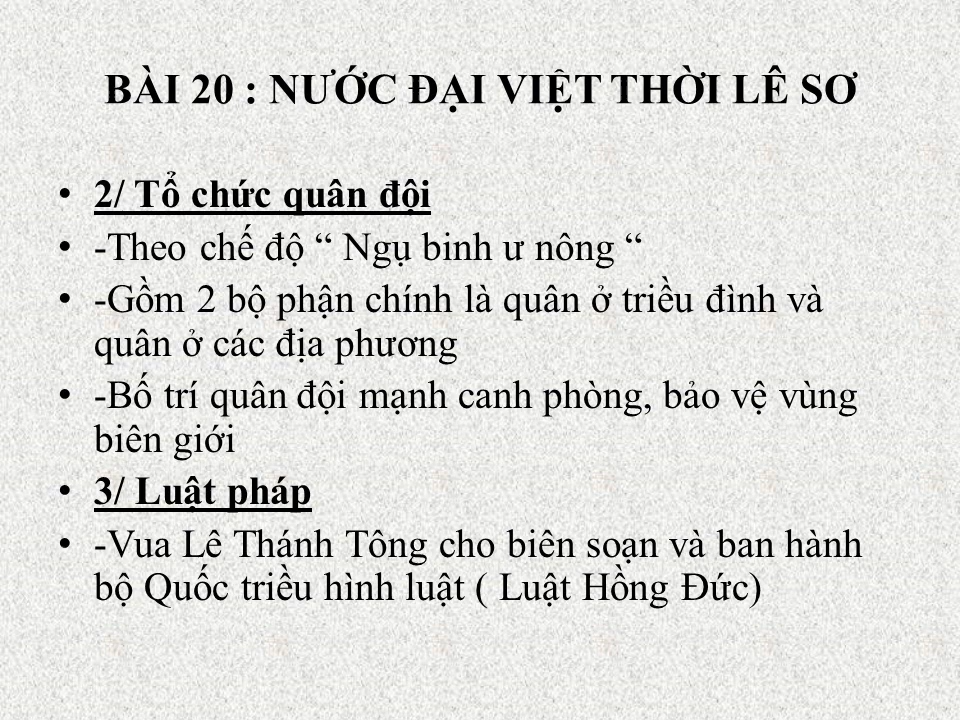 BÀI 20 : NƯỚC ĐẠI VIỆT THỜI LÊ SƠ
• 2/ Tổ chức quân đội
• -Theo chế độ “ Ngụ binh ư nông “
• -Gồm 2 bộ phận chính là quân ở triều đình và
quân ở các địa phương
• -Bố trí quân đội mạnh canh phòng, bảo vệ vùng
biên giới
• 3/ Luật pháp
• -Vua Lê Thánh Tông cho biên soạn và ban hành
bộ Quốc triều hình luật ( Luật Hồng Đức)